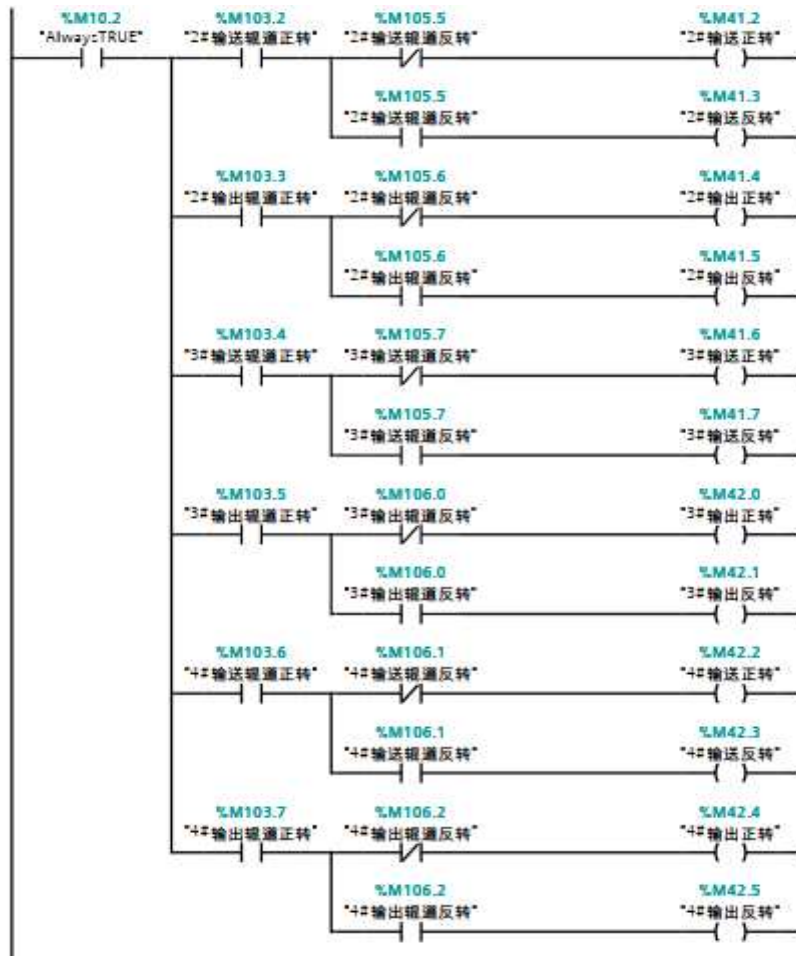 %M10.2 %M103.2 %M105.5 %M41.2
"AlwaysTRUE" "2#输送辊道正转" "2#输送辊道反转" "2#输送正转"
%M105.5 %M41.3
"2#输送辊道反转" "2#输送反转"
%M103.3 %M105.6 %M41.4
"2#输出辊道正转" "2#输出辊道反转" "2#输出正转"
%M105.6 %M41.5
"2#输出辊道反转" "2#输出反转"
%M103.4 %M105.7 %M41.6
"3#输送辊道正转" "3#输送辊道反转" "3#输送正转"
%M105.7 %M41.7
"3#输送辊道反转" "3#输送反转"
%M103.5 %M106.0 %M42.0
"3#输出辊道正转" "3#输出辊道反转" "3#输出正转"
%M106.0 %M42.1
"3#输出辊道反转" "3#输出反转"
%M103.6 %M106.1 %M42.2
"4#输送辊道正转" "4#输送辊道反转" "4#输送正转"
%M106.1 %M42.3
"4#输送辊道反转" "4#输送反转"
%M103.7 %M106.2 %M42.4
"4#输出辊道正转" "4#输出辊道反转" "4#输出正转"
%M106.2 %M42.5
"4#输出辊道反转" "4#输出反转"